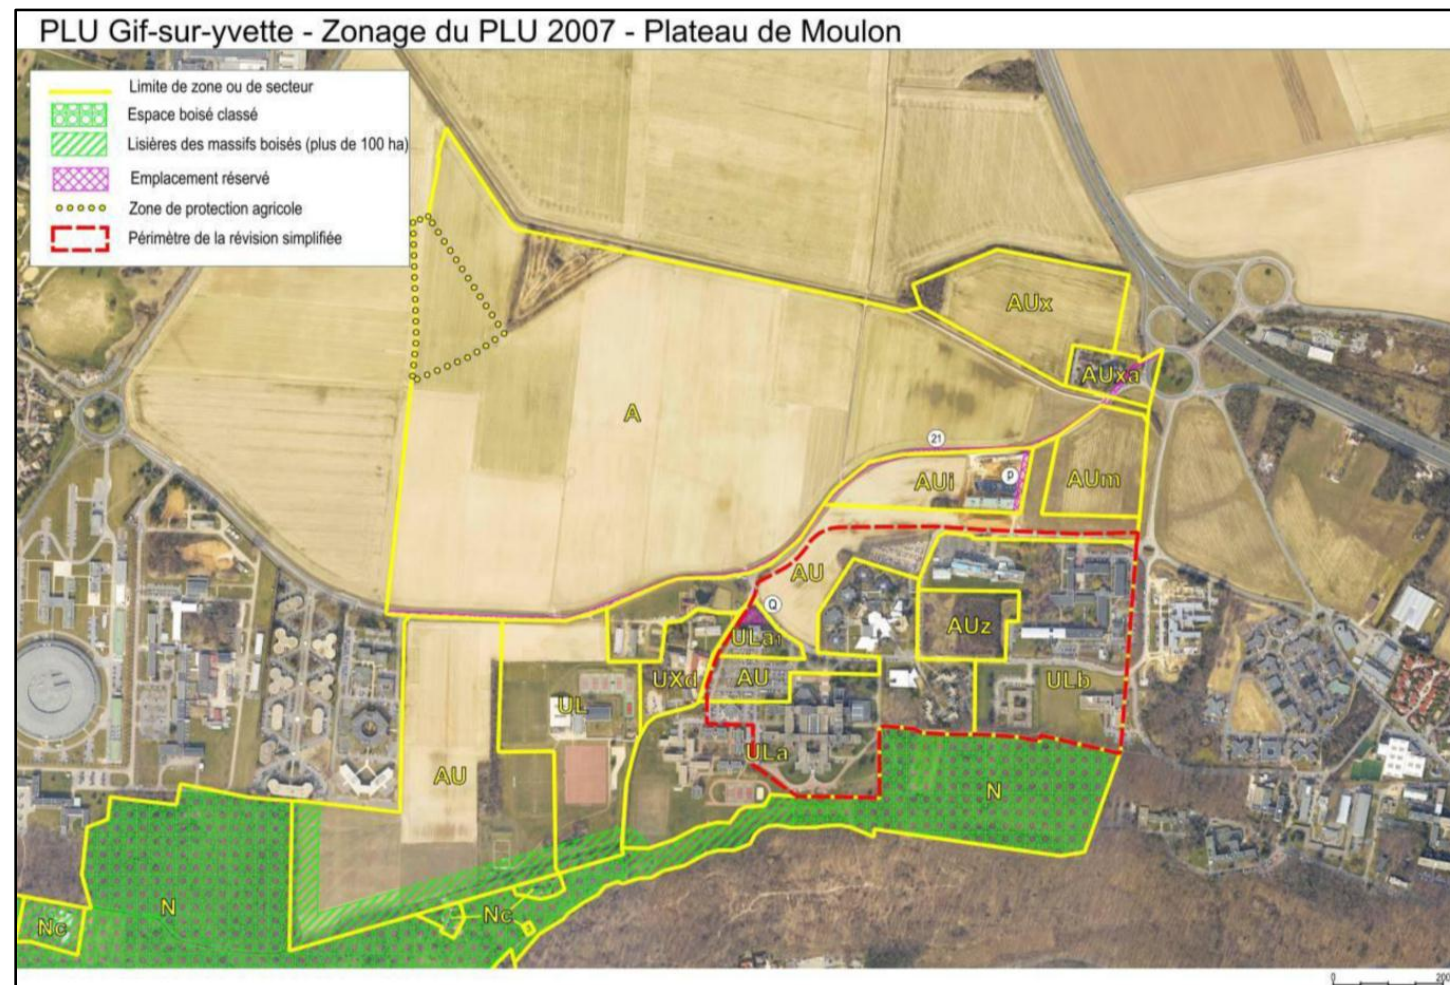 PLU Gif-sur-yvette - Zonage du PLU 2007 - Plateau de Moulon
Limite de zone ou de secteur
Espace boisé classé
Lisières des massifs boisés (plus de 100 ha)
Emplacement réservé
Zone de protection agricole
Périmètre de la révision simplifiée
AUx
AUxa
A
21
AUi
P
AUm
AU
Q
ULa1
AUz
UXd
AU
ULb
UL
ULa
AU
N
N
Nc
Nc
0 200